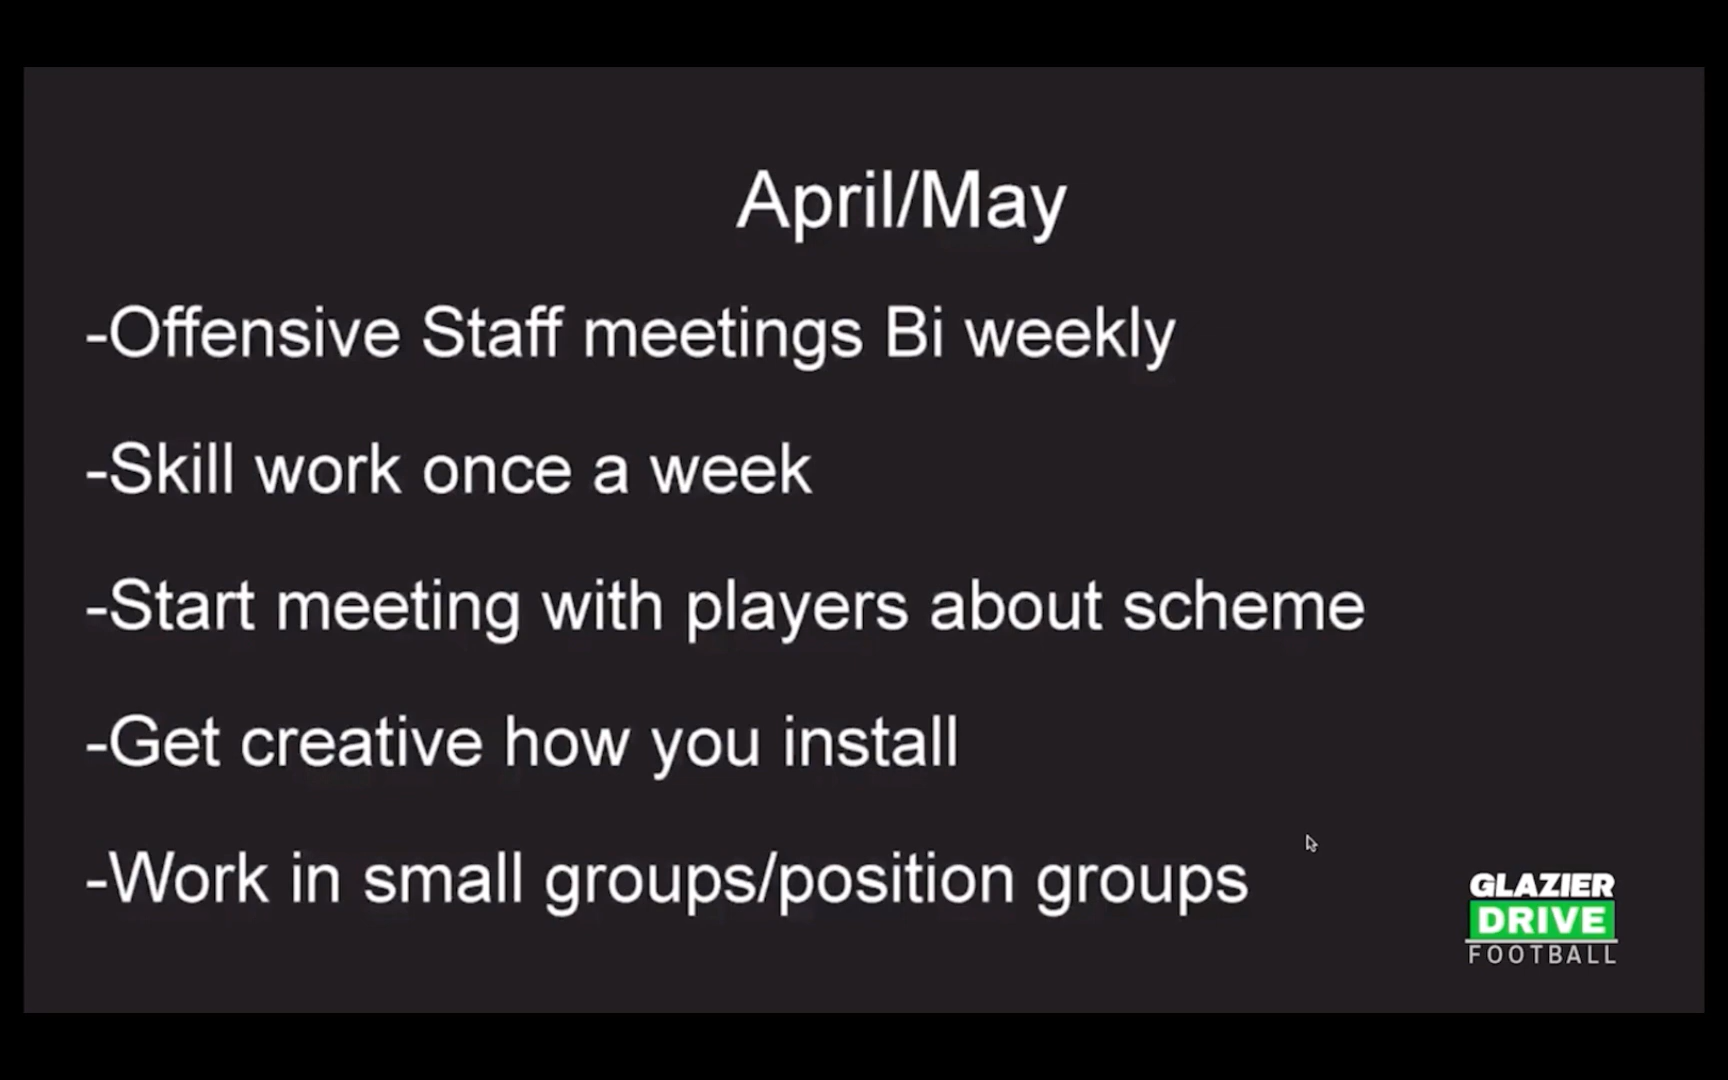 April/May
-Offensive Staff meetings Bi weekly
-Skill work once a week
-Start meeting with players about scheme
-Get creative how you install
-Work in small groups/position groups
GLAZIER
DRIVE
FOOTBALL